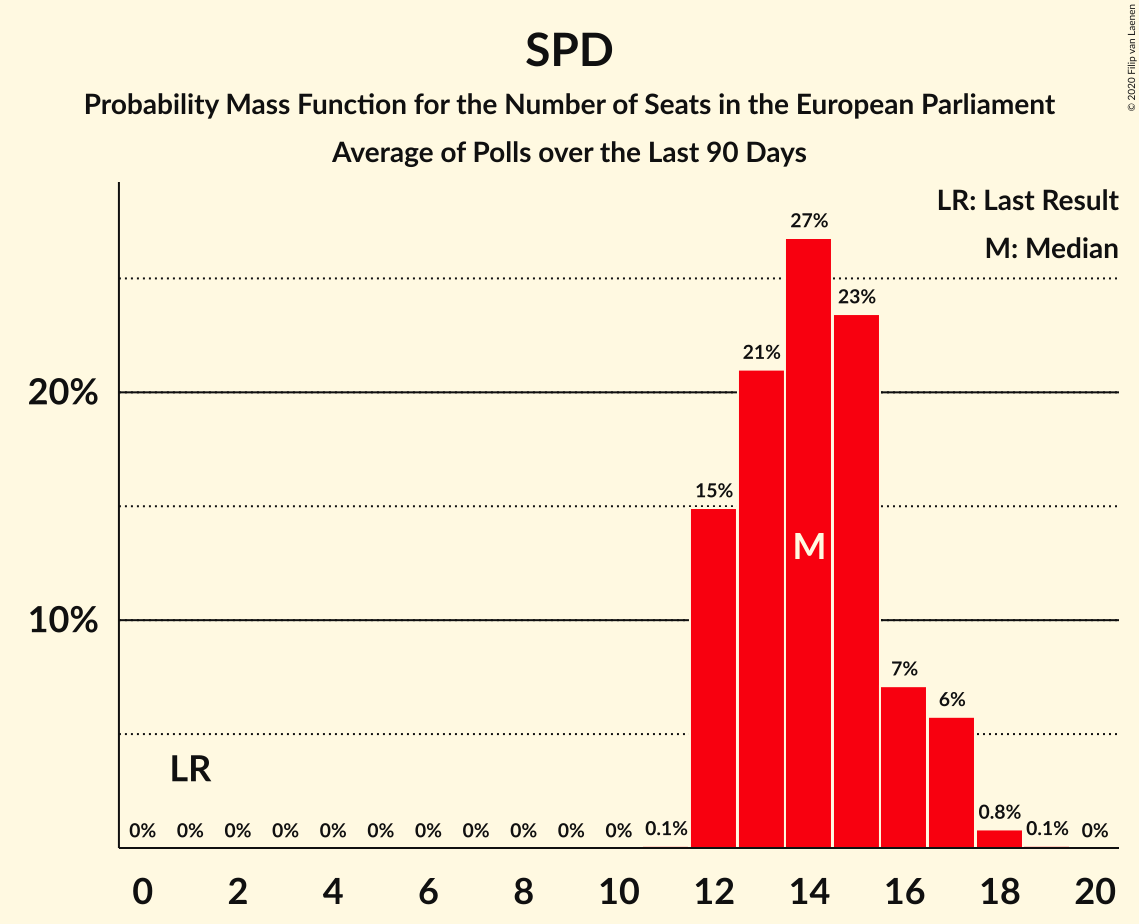 SPD
Probability Mass Function for the Number of Seats in the European Parliament
Average of Polls over the Last 90 Days
© 2020 Filip van Laenen
LR: Last Result
M: Median
27%
23%
21%
20%
15%
M
10%
7%
6%
LR
0% 0% 0% 0% 0% 0% 0% 0% 0% 0% 0% 0.1% 0.8% 0.1% 0%
0 2 4 6 8 10 12 14 16 18 20